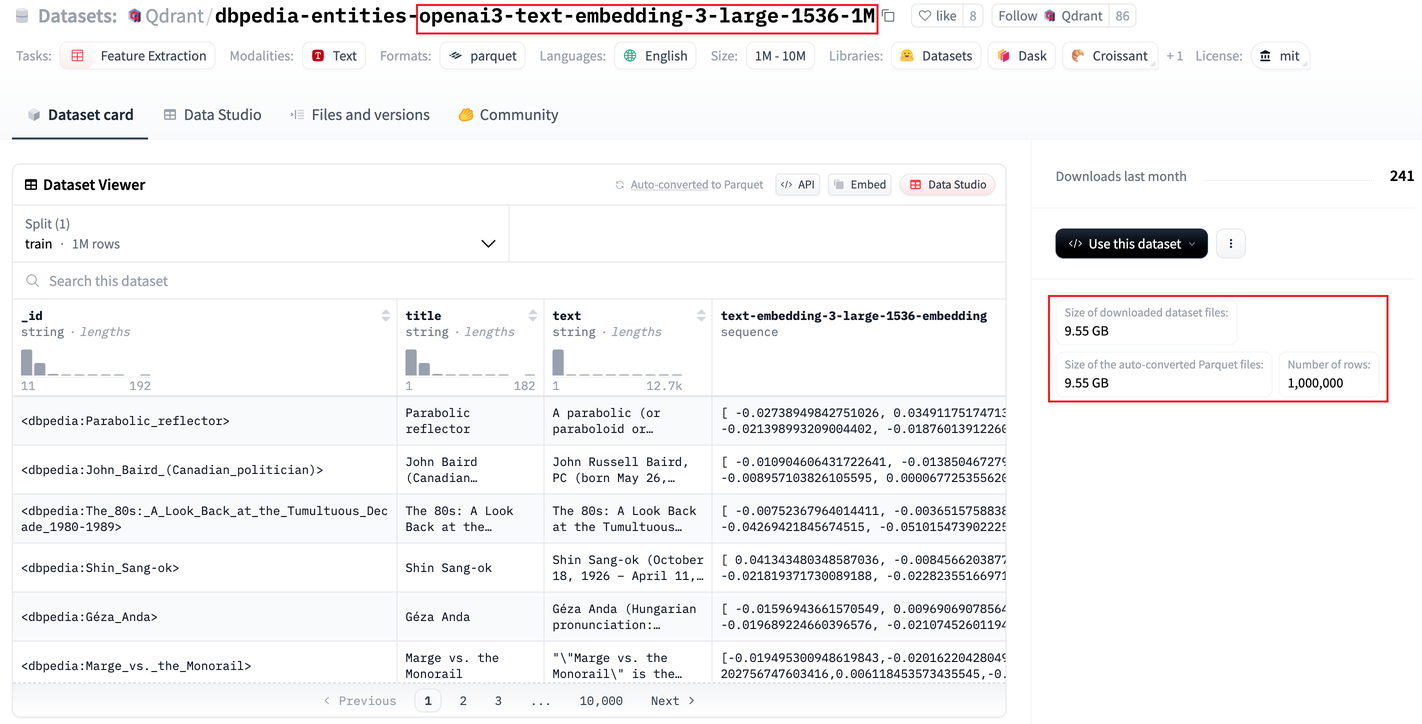 Datasets: Qdrant/dbpedia-entities-openai3-text-embedding-3-large-1536-1M like 8 Follow Qdrant 86
Tasks: Feature Extraction Modalities: Text Formats: parquet Languages: English Size: 1M - 10M Libraries: Datasets Dask Croissant + 1 License: mit
Dataset card Data Studio Files and versions Community
Dataset Viewer Auto-converted to Parquet API Embed Data Studio
Split (1)
train · 1M rows
Search this dataset
_id title text text-embedding-3-large-1536-embedding
string · lengths string · lengths string · lengths sequence
11 192 1 182 1 12.7k
<dbpedia:Parabolic_reflector>
Parabolic
reflector
A parabolic (or
paraboloid or…
[ -0.02738949842751026, 0.03491175174713
-0.021398993209004402, -0.01876013912260
<dbpedia:John_Baird_(Canadian_politician)>
John Baird
(Canadian…
John Russell Baird,
PC (born May 26,…
[ -0.010904606431722641, -0.013850467279
-0.008957103826105595, 0.000067725355620
<dbpedia:The_80s:_A_Look_Back_at_the_Tumultuous_Dec
ade_1980-1989>
The 80s: A Look
Back at the…
The 80s: A Look Back
at the Tumultuous…
[ -0.00752367964014411, -0.0036515758838
-0.04269421845674515, -0.051015473902225
<dbpedia:Shin_Sang-ok>
Shin Sang-ok
Shin Sang-ok (October
18, 1926 – April 11,…
[ 0.041343480348587036, -0.0084566203877
-0.021819371730089188, -0.02282355166971
<dbpedia:Géza_Anda>
Géza Anda
Géza Anda (Hungarian
pronunciation:…
[ -0.01596943661570549, 0.00969069078564
-0.019689224660396576, -0.02107452601194
<dbpedia:Marge_vs._the_Monorail>
Marge vs. the
Monorail
"\"Marge vs. the
Monorail\" is the…
[-0.019495300948619843,-0.02016220428049
202756747603416,0.006118453573435545,-0.
Previous 1 2 3 ... 10,000 Next
Downloads last month 241
Use this dataset
Size of downloaded dataset files:
9.55 GB
Size of the auto-converted Parquet files: Number of rows:
9.55 GB 1,000,000